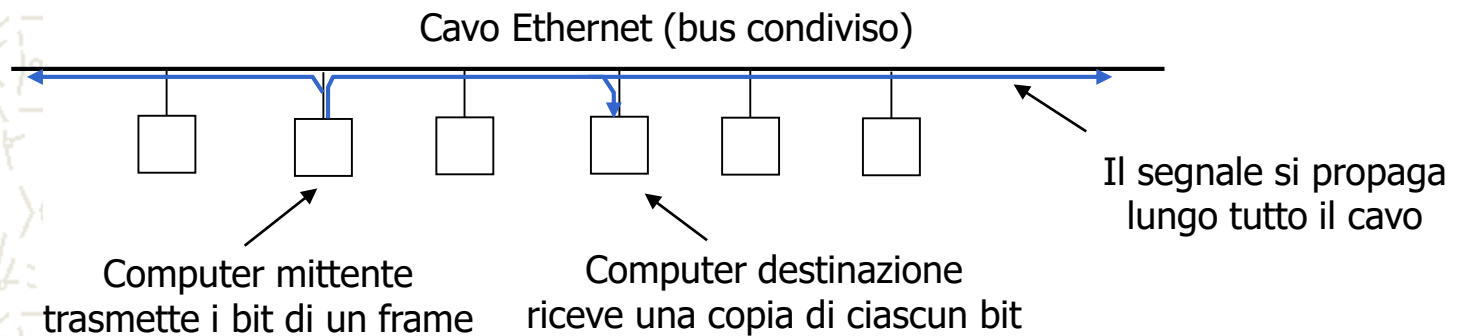 Cavo Ethernet (bus condiviso)
Il segnale si propaga
lungo tutto il cavo
Computer mittente
trasmette i bit di un frame
Computer destinazione
riceve una copia di ciascun bit